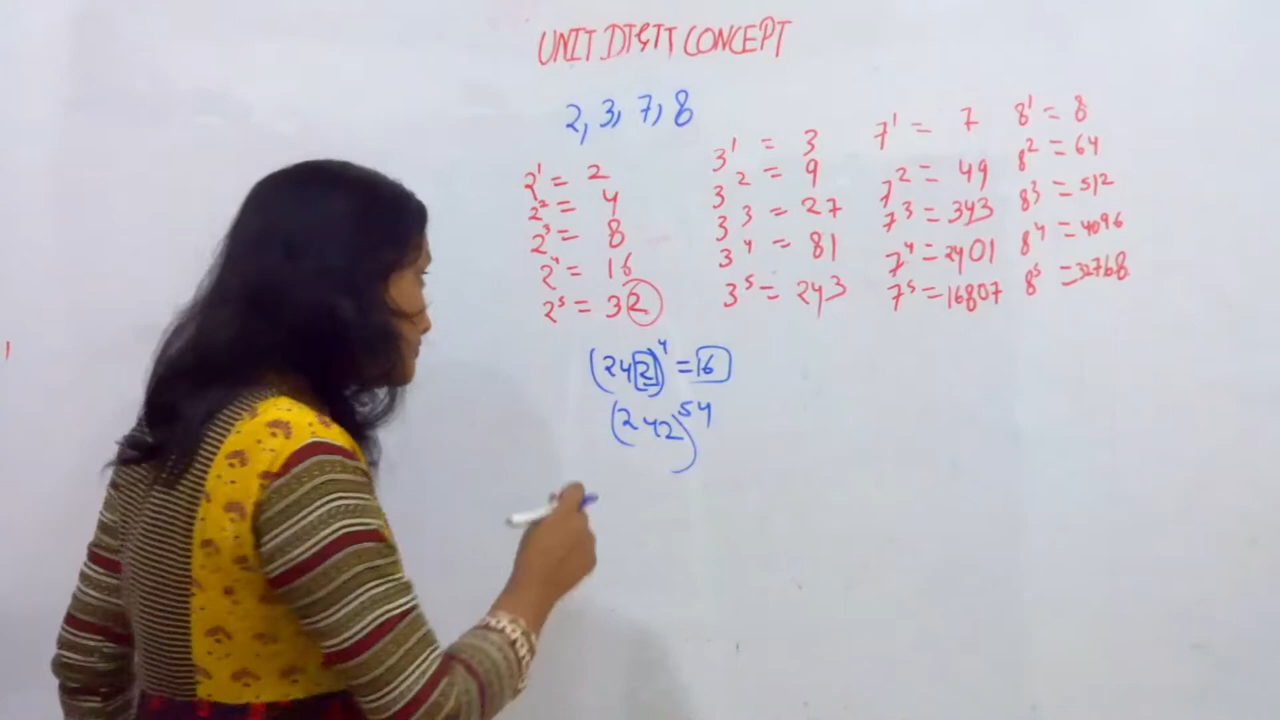 UNIT DIGIT CONCEPT
2, 3, 7, 8
2¹ = 2
2² = 4
2³ = 8
2⁴ = 16
2⁵ = 32
3¹ = 3
3² = 9
3³ = 27
3⁴ = 81
3⁵ = 243
7¹ = 7
7² = 49
7³ = 343
7⁴ = 2401
7⁵ = 16807
8¹ = 8
8² = 64
8³ = 512
8⁴ = 4096
8⁵ = 32768
(242)⁴ = 16
(242)⁵⁴